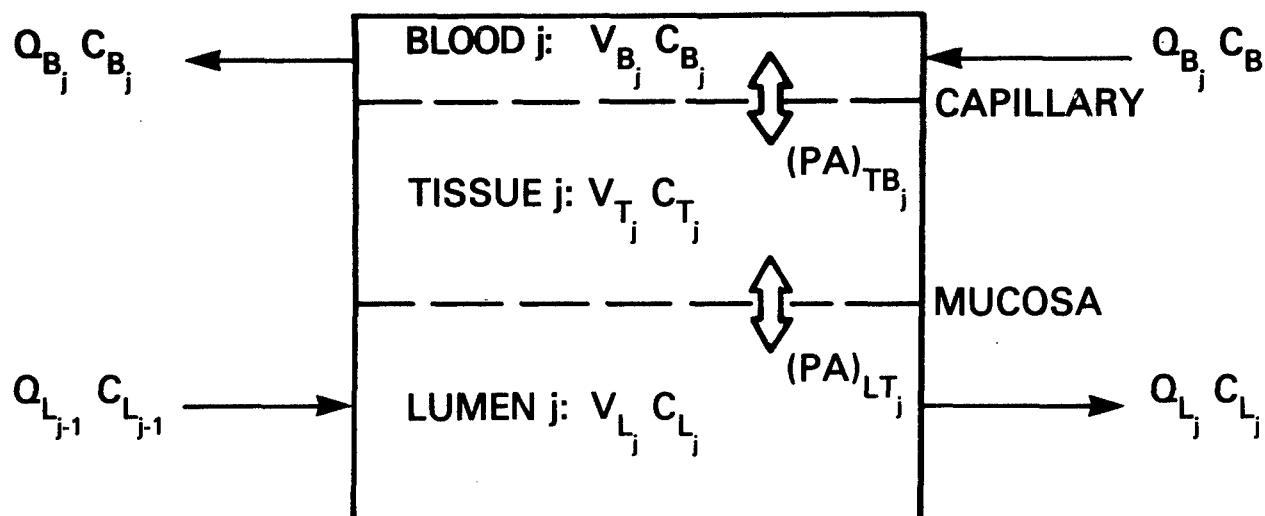 Q_{B_j} C_{B_j}
BLOOD j: V_{B_j} C_{B_j}
Q_{B_j} C_B
CAPILLARY
(PA)_{TB_j}
TISSUE j: V_{T_j} C_{T_j}
MUCOSA
(PA)_{LT_j}
Q_{L_{j-1}} C_{L_{j-1}}
LUMEN j: V_{L_j} C_{L_j}
Q_{L_j} C_{L_j}